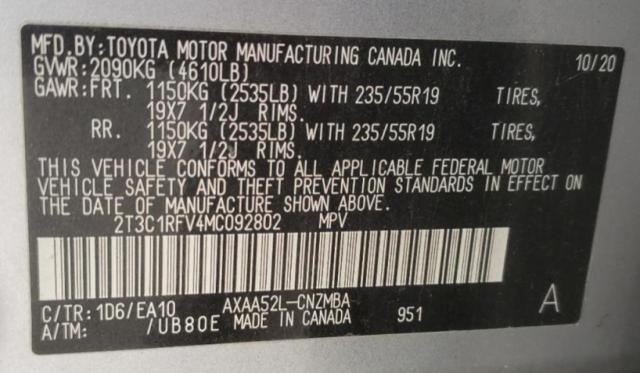 MFD.BY: TOYOTA MOTOR MANUFACTURING CANADA INC. 10/20
GVWR: 2090KG (4610LB)
GAWR: FRT. 1150KG (2535LB) WITH 235/55R19 TIRES,
19X7 1/2J RIMS.
RR. 1150KG (2535LB) WITH 235/55R19 TIRES,
19X7 1/2J RIMS.
THIS VEHICLE CONFORMS TO ALL APPLICABLE FEDERAL MOTOR
VEHICLE SAFETY AND THEFT PREVENTION STANDARDS IN EFFECT ON
THE DATE OF MANUFACTURE SHOWN ABOVE.
2T3C1RFV4MC092802 MPV
C/TR: 1D6/EA10 AXAA52L-CNZMBA A
A/TM: /UB80E MADE IN CANADA 951